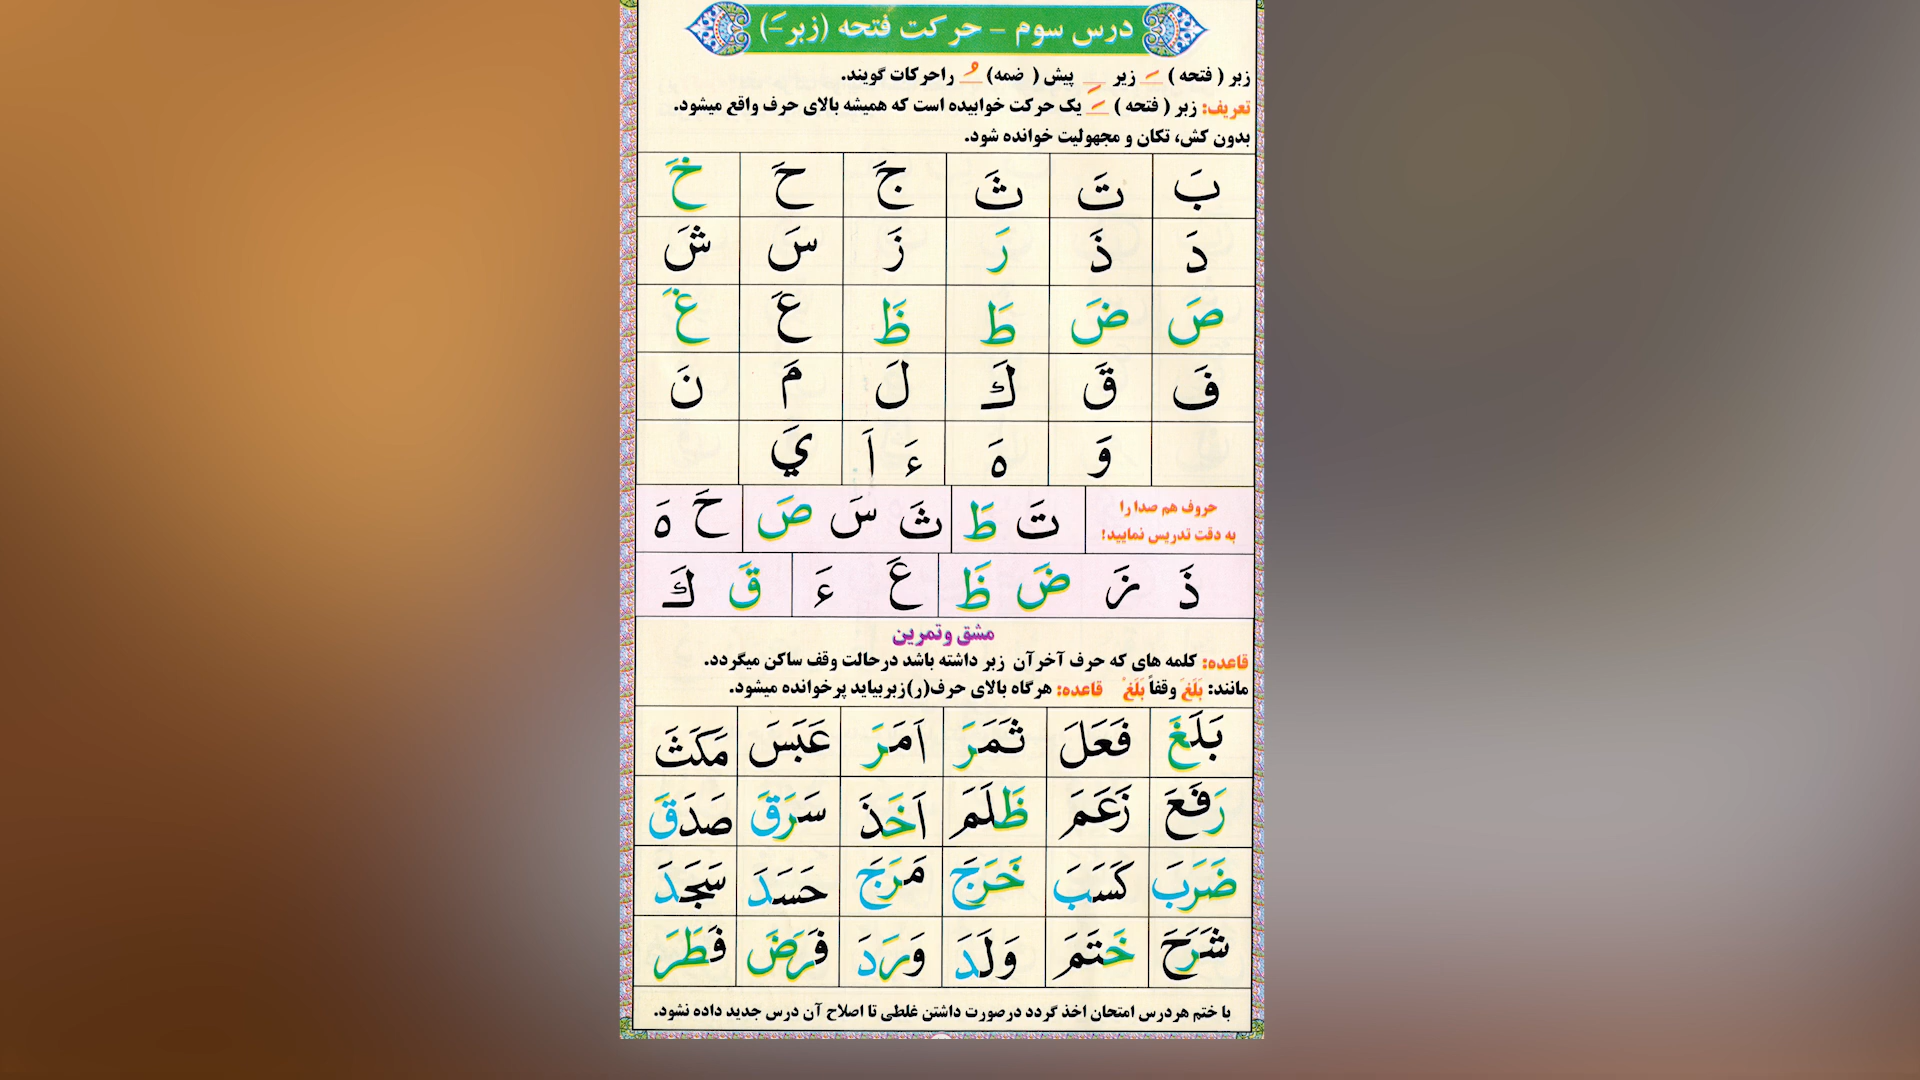 درس سوم - حرکت فتحه (زبر ـَ)
زبر ( فتحه ) ـَ زیر ـِ پیش ( ضمه) ـُ راحرکات گویند.
تعریف: زبر ( فتحه ) ـَ یک حرکت خوابیده است که همیشه بالای حرف واقع میشود.
بدون کش، تکان و مجهولیت خوانده شود.
بَ تَ ثَ جَ حَ خَ
دَ ذَ رَ زَ سَ شَ
صَ ضَ طَ ظَ عَ غَ
فَ قَ كَ لَ مَ نَ
وَ هَ ءَ اَ يَ
حروف هم صدا را
به دقت تدریس نمایید!
تَ طَ ثَ سَ صَ حَ هَ
ذَ زَ ضَ ظَ عَ ءَ قَ كَ
مشق وتمرین
قاعده: کلمه های که حرف آخرآن زبر داشته باشد درحالت وقف ساکن میگردد.
مانند: بَلَغَ وقفاً بَلَغْ قاعده: هرگاه بالای حرف(ر)زبربیاید پرخوانده میشود.
بَلَغَ فَعَلَ ثَمَرَ اَمَرَ عَبَسَ مَكَثَ
رَفَعَ زَعَمَ ظَلَمَ اَخَذَ سَرَقَ صَدَقَ
ضَرَبَ كَسَبَ خَرَجَ مَرَجَ حَسَدَ سَجَدَ
شَرَحَ خَتَمَ وَلَدَ وَرَدَ فَرَضَ فَطَرَ
با ختم هردرس امتحان اخذ گردد درصورت داشتن غلطی تا اصلاح آن درس جدید داده نشود.